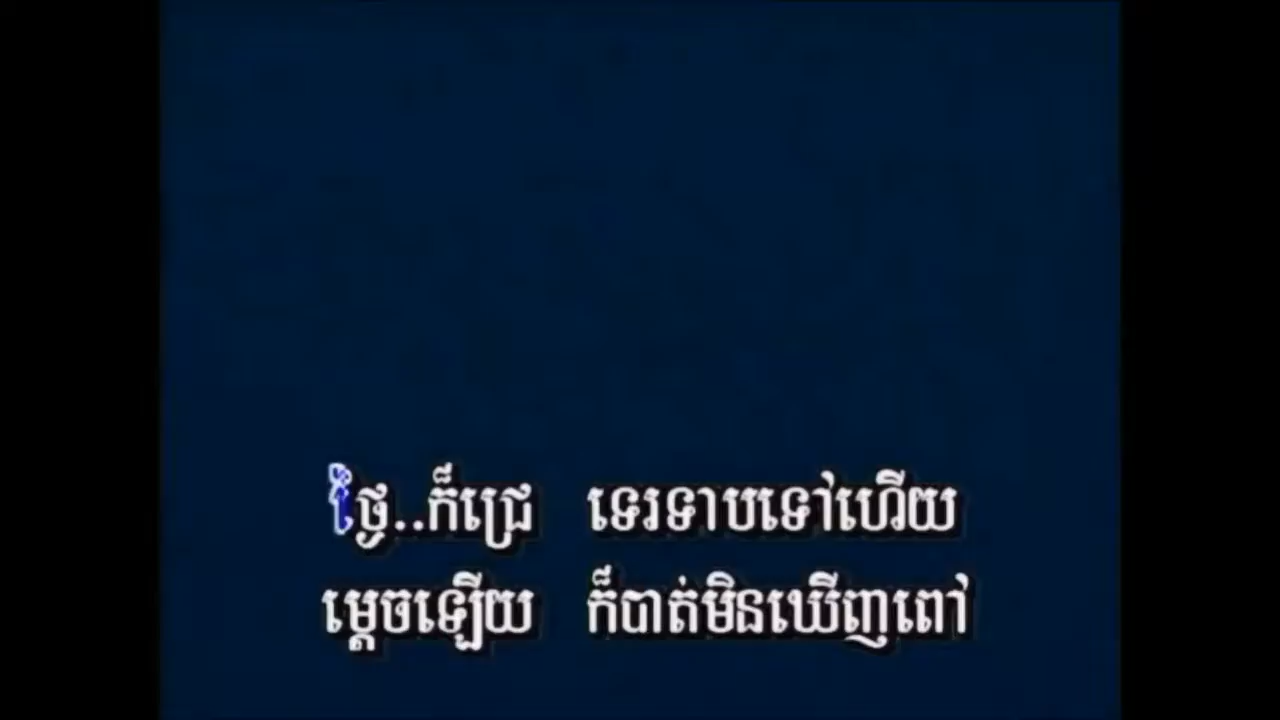 ថ្ងៃ..ក៏ជ្រេ ទេរទាបទៅហើយ
ម្ដេចឡើយ ក៏បាត់មិនឃើញពៅ